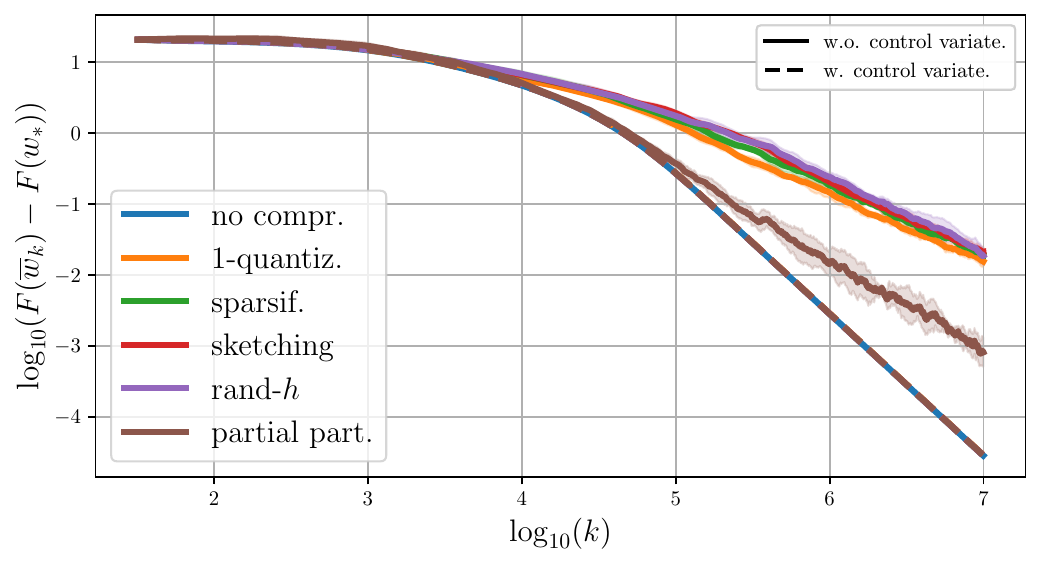 w.o. control variate.
w. control variate.
1
0
−1
−2
−3
−4
log₁₀(F(w̅ₖ) − F(w∗))
no compr.
1-quantiz.
sparsif.
sketching
rand-h
partial part.
2 3 4 5 6 7
log₁₀(k)